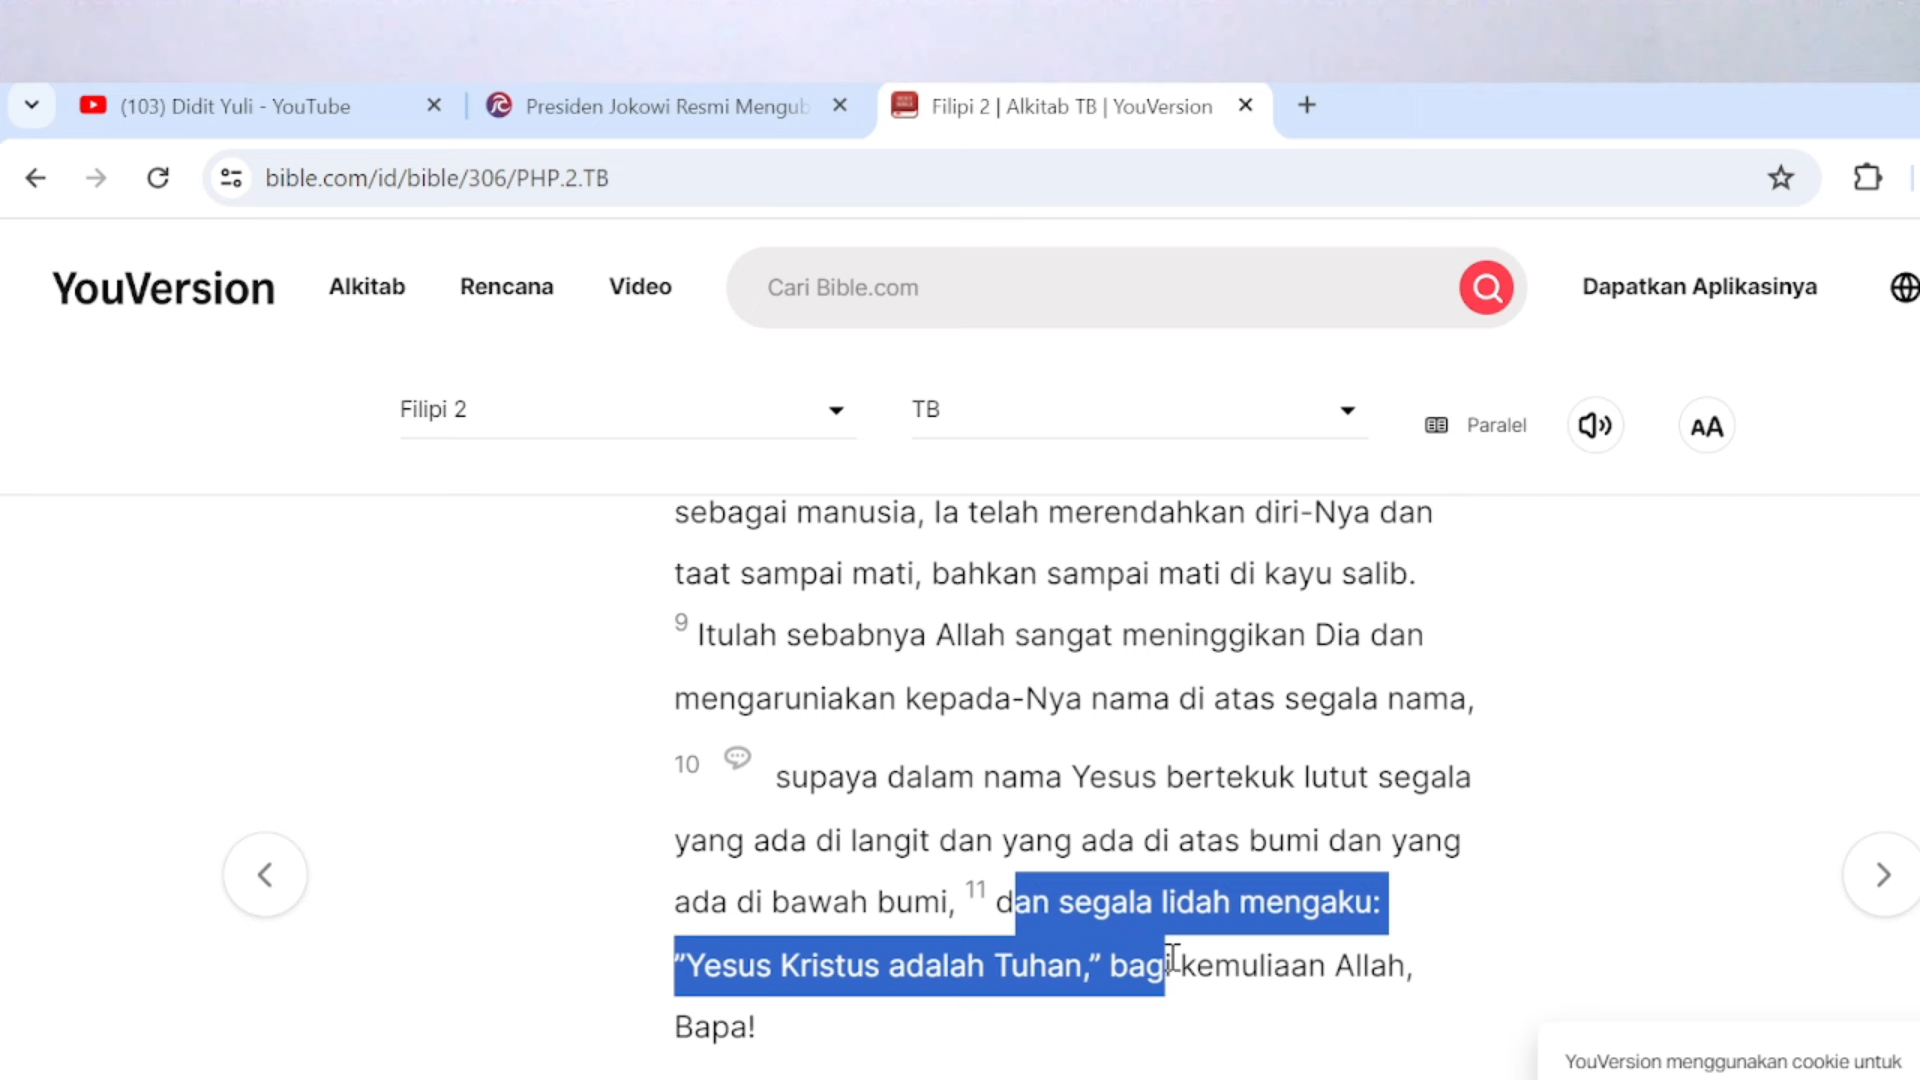 (103) Didit Yuli - YouTube
Presiden Jokowi Resmi Mengub
Filipi 2 | Alkitab TB | YouVersion
bible.com/id/bible/306/PHP.2.TB
YouVersion
Alkitab
Rencana
Video
Cari Bible.com
Dapatkan Aplikasinya
Filipi 2
TB
Paralel
AA
sebagai manusia, Ia telah merendahkan diri-Nya dan
taat sampai mati, bahkan sampai mati di kayu salib.
9 Itulah sebabnya Allah sangat meninggikan Dia dan
mengaruniakan kepada-Nya nama di atas segala nama,
10 supaya dalam nama Yesus bertekuk lutut segala
yang ada di langit dan yang ada di atas bumi dan yang
ada di bawah bumi, 11 dan segala lidah mengaku:
”Yesus Kristus adalah Tuhan,” bagi kemuliaan Allah,
Bapa!
YouVersion menggunakan cookie untuk